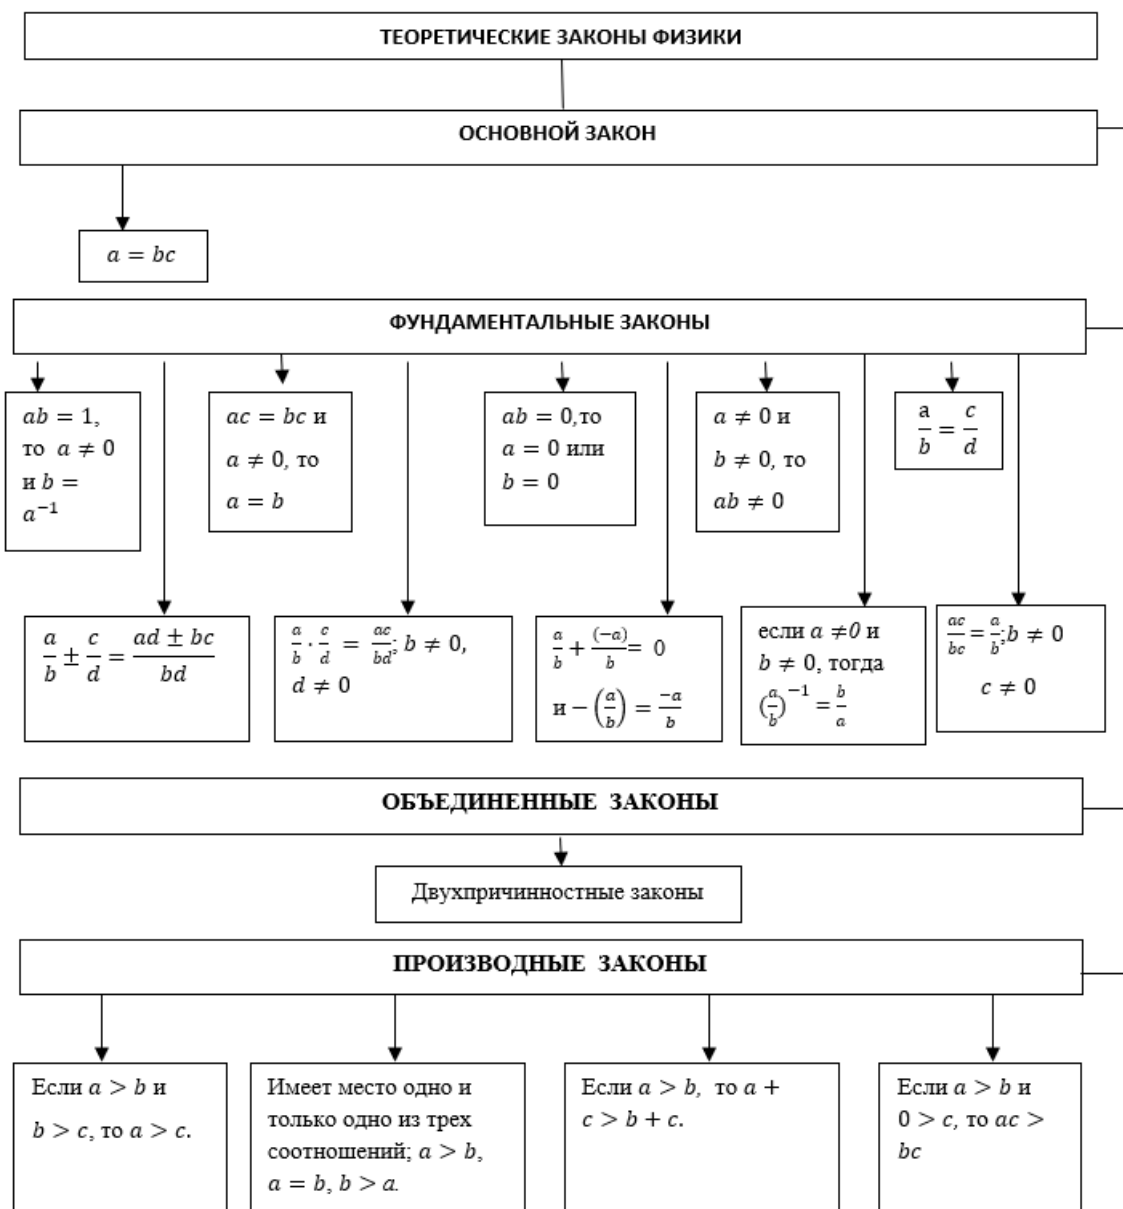 ТЕОРЕТИЧЕСКИЕ ЗАКОНЫ ФИЗИКИ
ОСНОВНОЙ ЗАКОН
a = bc
ФУНДАМЕНТАЛЬНЫЕ ЗАКОНЫ
ab = 1,
то a ≠ 0
и b =
a⁻¹
ac = bc и
a ≠ 0, то
a = b
ab = 0,то
a = 0 или
b = 0
a ≠ 0 и
b ≠ 0, то
ab ≠ 0
a/b = c/d
a/b ± c/d = (ad ± bc)/bd
a/b · c/d = ac/bd; b ≠ 0,
d ≠ 0
a/b + (−a)/b = 0
и − (a/b) = −a/b
если a ≠0 и
b ≠ 0, тогда
(a/b)⁻¹ = b/a
ac/bc = a/b;b ≠ 0
c ≠ 0
ОБЪЕДИНЕННЫЕ ЗАКОНЫ
Двухпричинностные законы
ПРОИЗВОДНЫЕ ЗАКОНЫ
Если a > b и
b > c, то a > c.
Имеет место одно и
только одно из трех
соотношений; a > b,
a = b, b > a.
Если a > b, то a +
c > b + c.
Если a > b и
0 > c, то ac >
bc